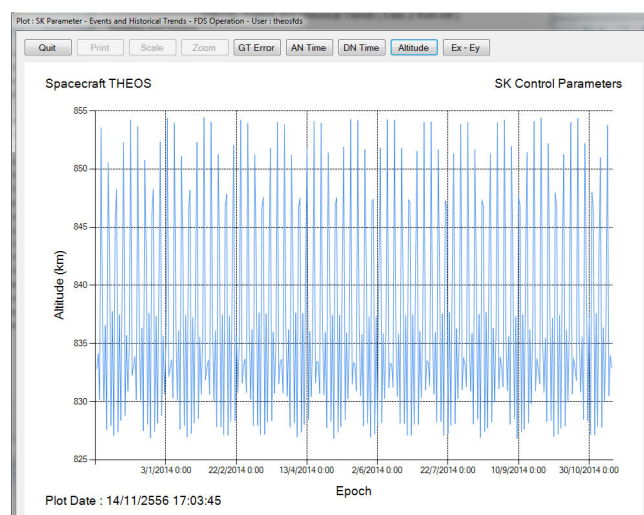 Plot : SK Parameter - Events and Historical Trends - FDS Operation - User : theosfds
Quit Print Scale Zoom GT Error AN Time DN Time Altitude Ex - Ey
Spacecraft THEOS SK Control Parameters
855
850
845
840
835
830
825
Altitude (km)
3/1/2014 0:00 22/2/2014 0:00 13/4/2014 0:00 2/6/2014 0:00 22/7/2014 0:00 10/9/2014 0:00 30/10/2014 0:00
Epoch
Plot Date : 14/11/2556 17:03:45